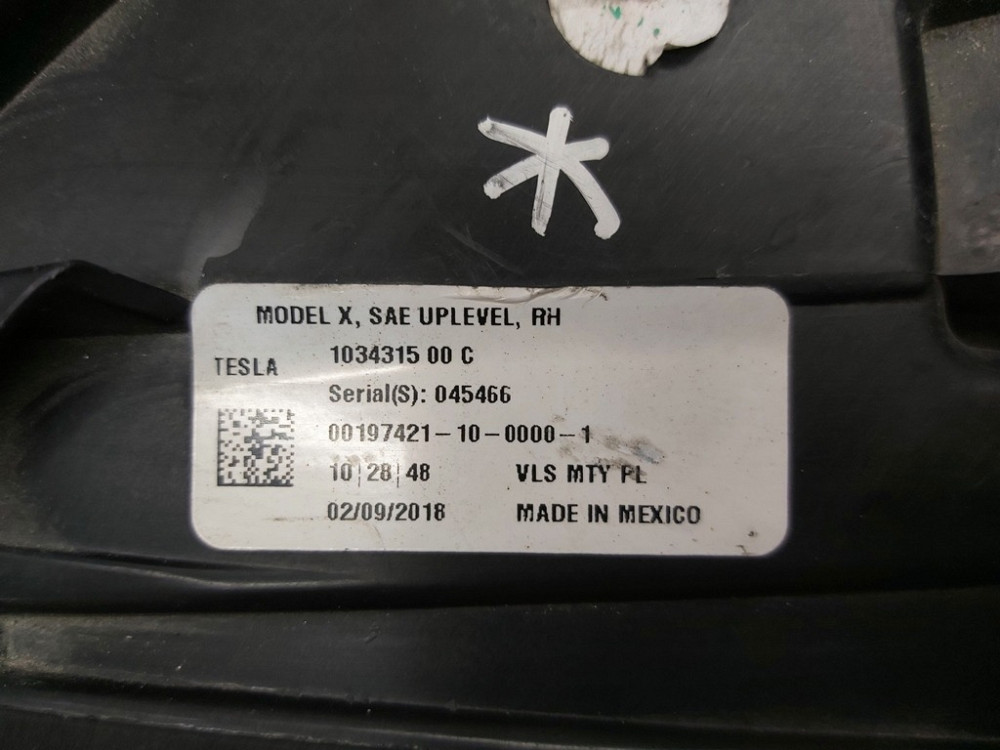 MODEL X, SAE UPLEVEL, RH
TESLA
1034315 00 C
Serial(S): 045466
00197421-10-0000-1
10|28|48 VLS MTY PL
02/09/2018 MADE IN MEXICO